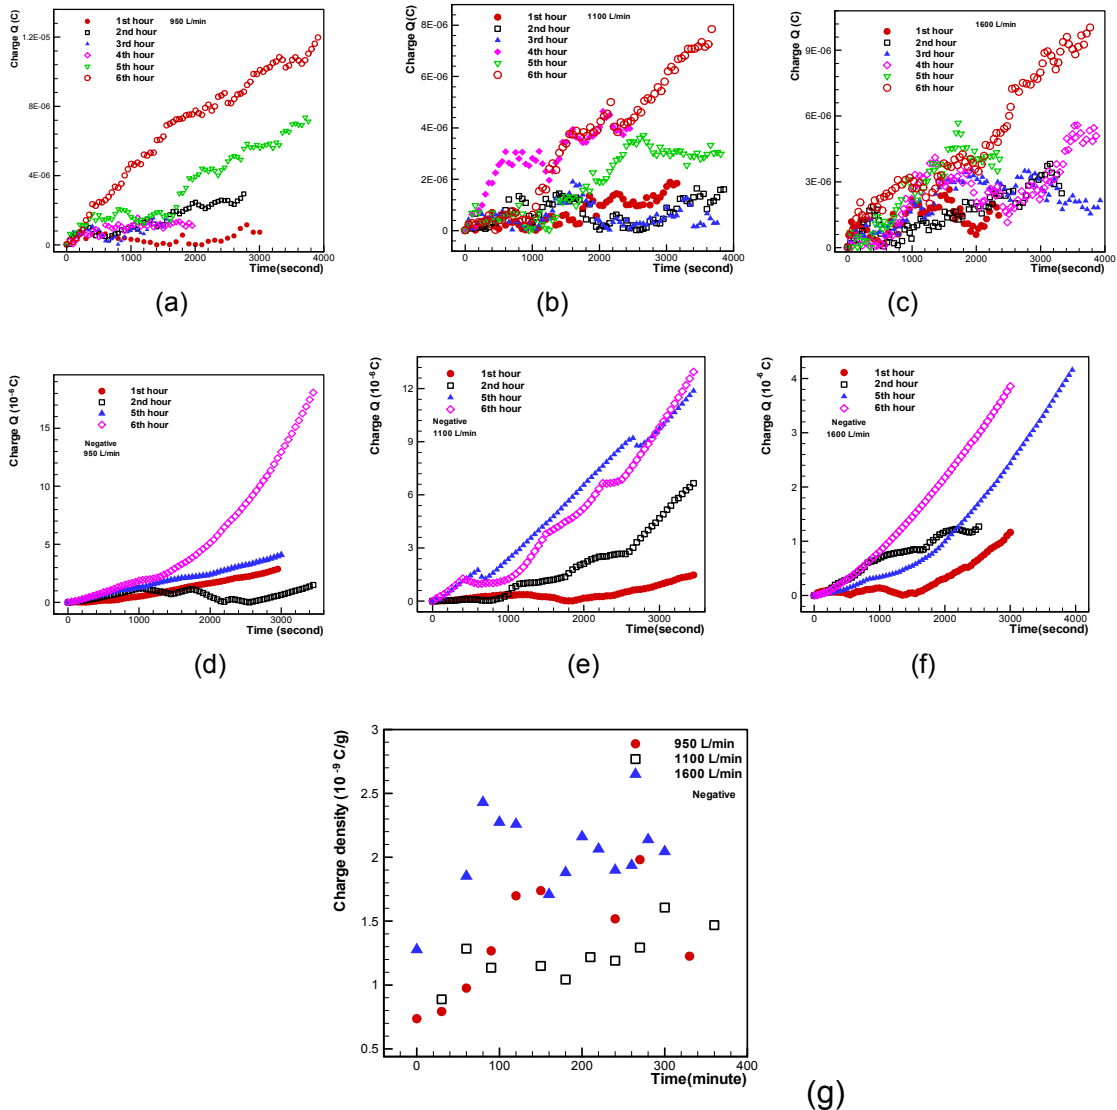 Charge Q (C)
1.2E-05
8E-06
4E-06
0
1st hour
2nd hour
3rd hour
4th hour
5th hour
6th hour
950 L/min
0 1000 2000 3000 4000
Time(second)
(a)
Charge Q(C)
8E-06
6E-06
4E-06
2E-06
0
1st hour
2nd hour
3rd hour
4th hour
5th hour
6th hour
1100 L/min
0 1000 2000 3000 4000
Time(second)
(b)
Charge Q (C)
9E-06
6E-06
3E-06
0
1600 L/min
1st hour
2nd hour
3rd hour
4th hour
5th hour
6th hour
0 1000 2000 3000 4000
Time(second)
(c)
Charge Q (10⁻⁶ C)
15
10
5
0
1st hour
2nd hour
5th hour
6th hour
Negative
950 L/min
0 1000 2000 3000
Time (second)
(d)
Charge Q (10⁻⁶ C)
12
9
6
3
0
1st hour
2nd hour
5th hour
6th hour
Negative
1100 L/min
0 1000 2000 3000
Time(second)
(e)
Charge Q (10⁻⁶ C)
4
2
0
1st hour
2nd hour
5th hour
6th hour
Negative
1600 L/min
0 1000 2000 3000 4000
Time(second)
(f)
Charge density (10⁻⁹ C/g)
3
2.5
2
1.5
1
0.5
950 L/min
1100 L/min
1600 L/min
Negative
0 100 200 300 400
Time(minute)
(g)